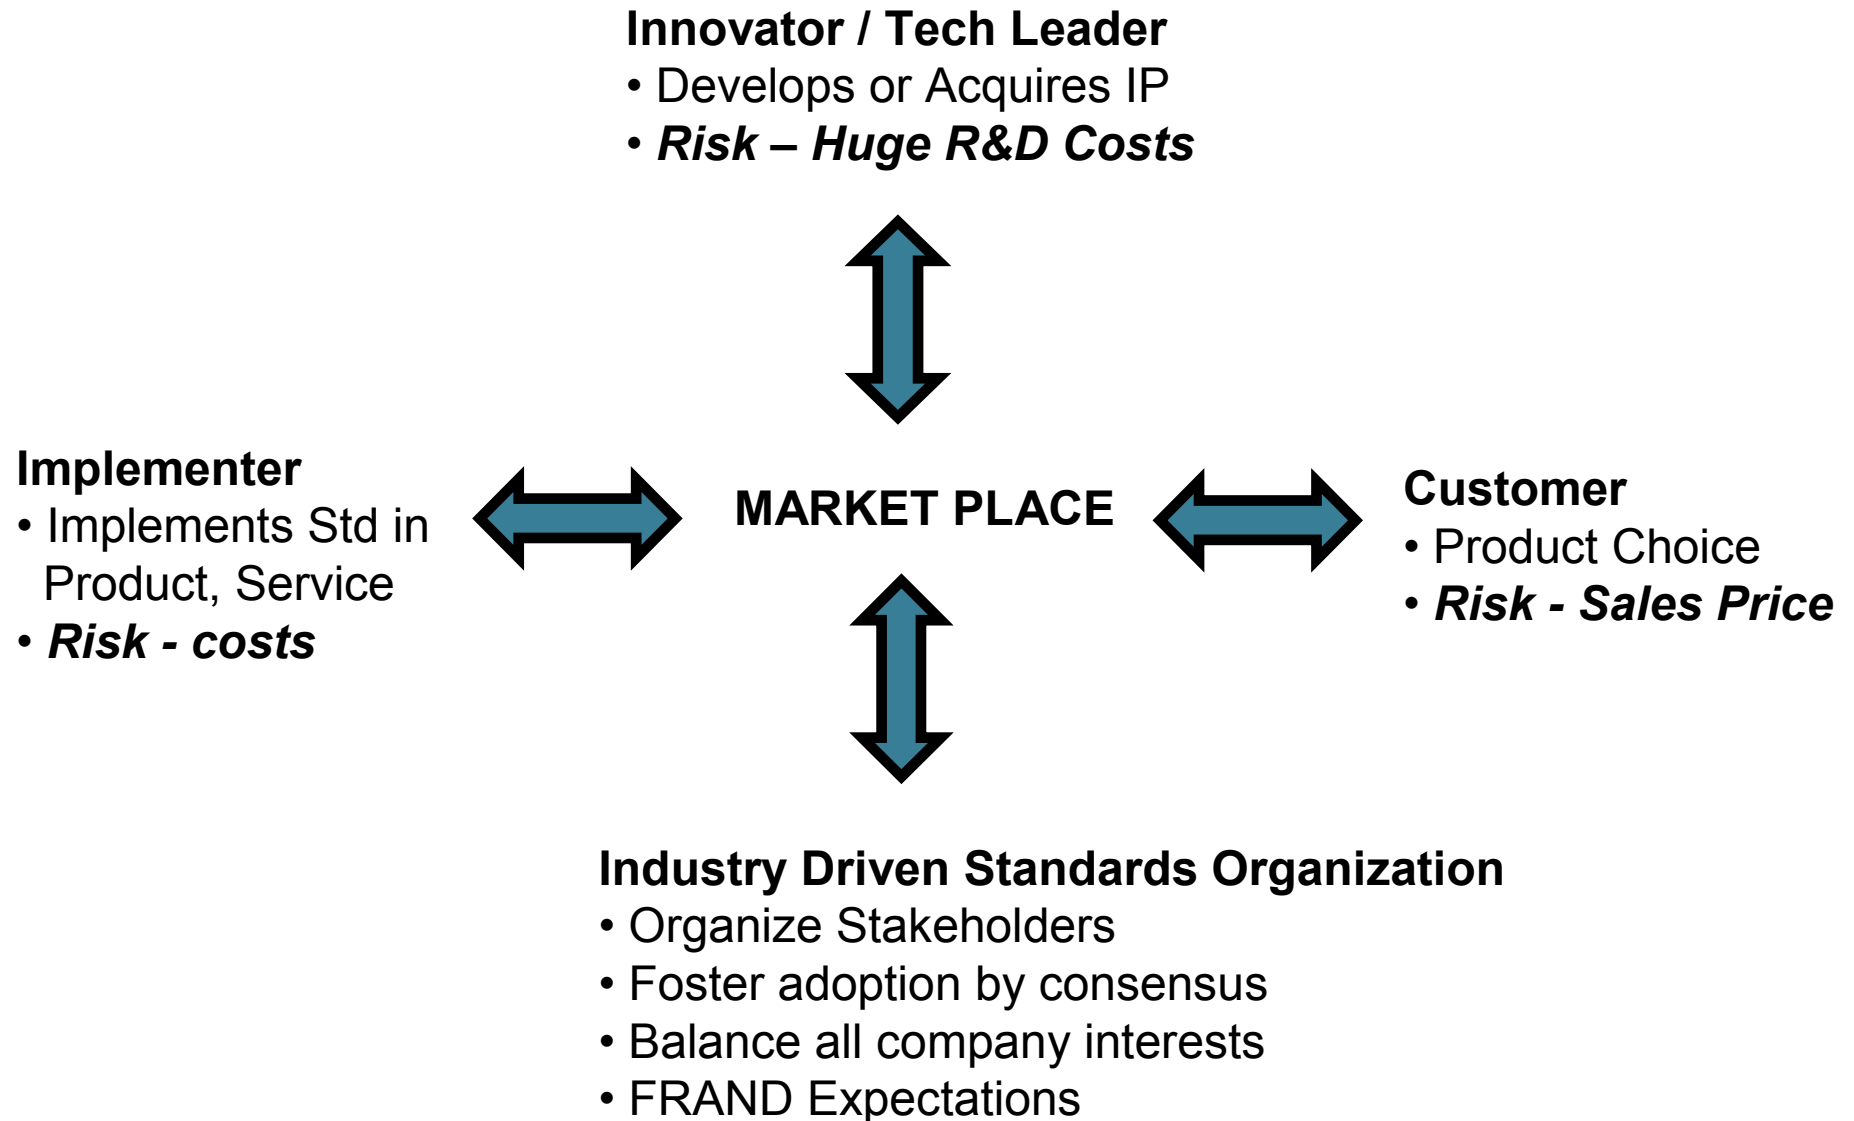 Innovator / Tech Leader
• Develops or Acquires IP
• Risk – Huge R&D Costs
Implementer
• Implements Std in
Product, Service
• Risk - costs
MARKET PLACE
Customer
• Product Choice
• Risk - Sales Price
Industry Driven Standards Organization
• Organize Stakeholders
• Foster adoption by consensus
• Balance all company interests
• FRAND Expectations